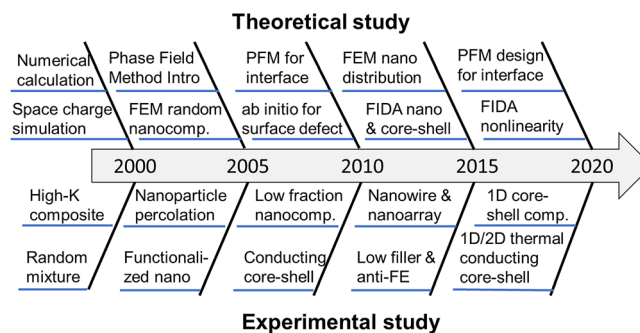 Theoretical study
Numerical
calculation
Phase Field
Method Intro
PFM for
interface
FEM nano
distribution
PFM design
for interface
Space charge
simulation
FEM random
nanocomp.
ab initio for
surface defect
FIDA nano
& core-shell
FIDA
nonlinearity
2000 2005 2010 2015 2020
High-K
composite
Nanoparticle
percolation
Low fraction
nanocomp.
Nanowire &
nanoarray
1D core-
shell comp.
Random
mixture
Functionali-
zed nano
Conducting
core-shell
Low filler &
anti-FE
1D/2D thermal
conducting
core-shell
Experimental study